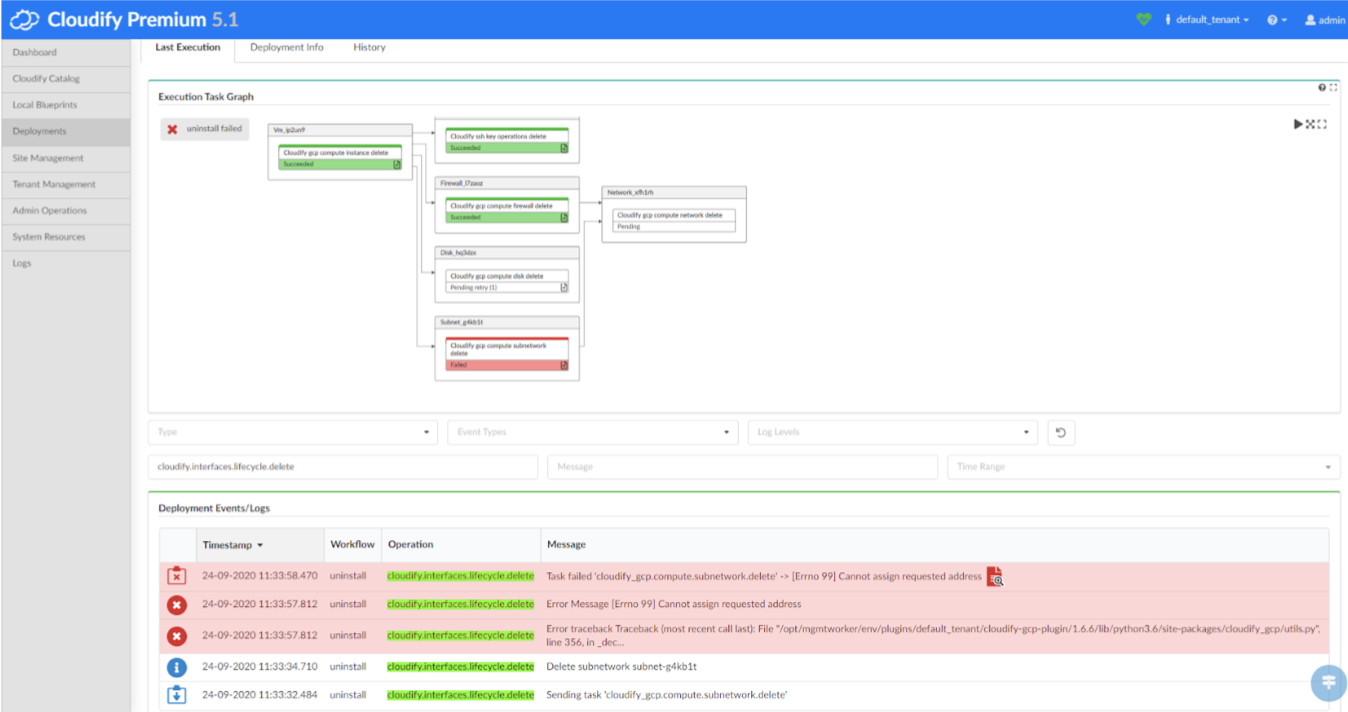 Cloudify Premium 5.1
default_tenant
admin
Dashboard
Cloudify Catalog
Local Blueprints
Deployments
Site Management
Tenant Management
Admin Operations
System Resources
Logs
Last Execution Deployment Info History
Execution Task Graph
uninstall failed
Vm_lp2un9
Cloudify gcp compute instance delete
Succeeded
Cloudify ssh key operations delete
Succeeded
Firewall_l7zauz
Cloudify gcp compute firewall delete
Succeeded
Network_xfh1rh
Cloudify gcp compute network delete
Pending
Disk_hq3dzx
Cloudify gcp compute disk delete
Pending retry (1)
Subnet_g4kb1t
Cloudify gcp compute subnetwork
delete
Failed
Type Event Types Log Levels
cloudify.interfaces.lifecycle.delete Message Time Range
Deployment Events/Logs
Timestamp Workflow Operation Message
24-09-2020 11:33:58.470 uninstall cloudify.interfaces.lifecycle.delete Task failed 'cloudify_gcp.compute.subnetwork.delete' -> [Errno 99] Cannot assign requested address
24-09-2020 11:33:57.812 uninstall cloudify.interfaces.lifecycle.delete Error Message [Errno 99] Cannot assign requested address
24-09-2020 11:33:57.812 uninstall cloudify.interfaces.lifecycle.delete Error traceback Traceback (most recent call last): File "/opt/mgmtworker/env/plugins/default_tenant/cloudify-gcp-plugin/1.6.6/lib/python3.6/site-packages/cloudify_gcp/utils.py",
line 356, in _dec...
24-09-2020 11:33:34.710 uninstall cloudify.interfaces.lifecycle.delete Delete subnetwork subnet-g4kb1t
24-09-2020 11:33:32.484 uninstall cloudify.interfaces.lifecycle.delete Sending task 'cloudify_gcp.compute.subnetwork.delete'